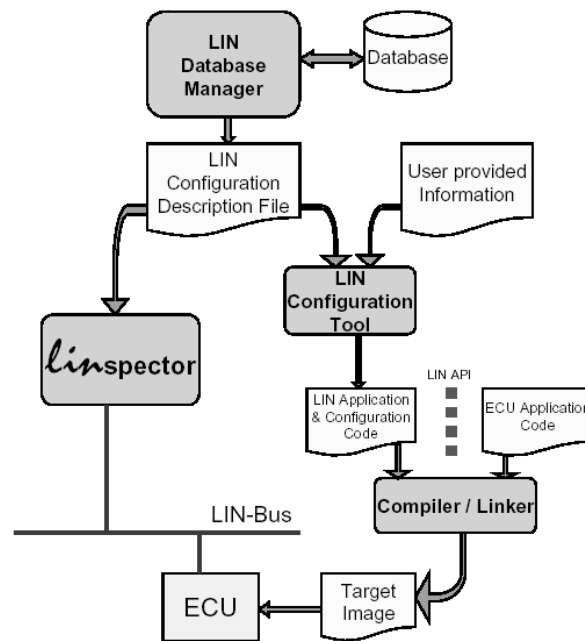 LIN
Database
Manager
Database
LIN
Configuration
Description File
User provided
Information
LIN
Configuration
Tool
linspector
LIN Application
& Configuration
Code
LIN API
ECU Application
Code
Compiler / Linker
LIN-Bus
ECU
Target
Image